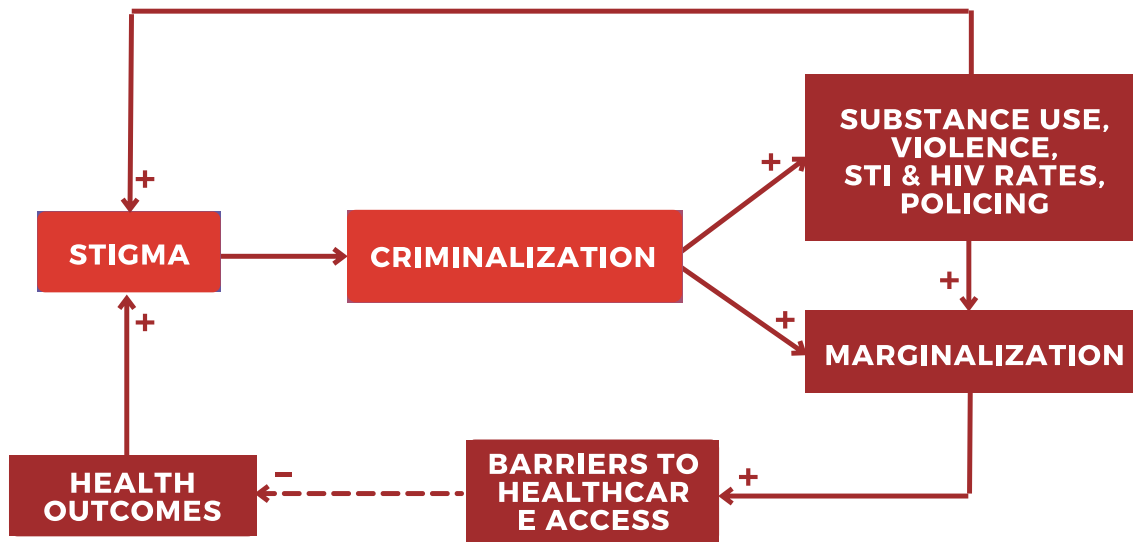 SUBSTANCE USE,
VIOLENCE,
STI & HIV RATES,
POLICING
+
+
STIGMA
CRIMINALIZATION
+
+
+
MARGINALIZATION
HEALTH
OUTCOMES
−
BARRIERS TO
HEALTHCAR
E ACCESS
+